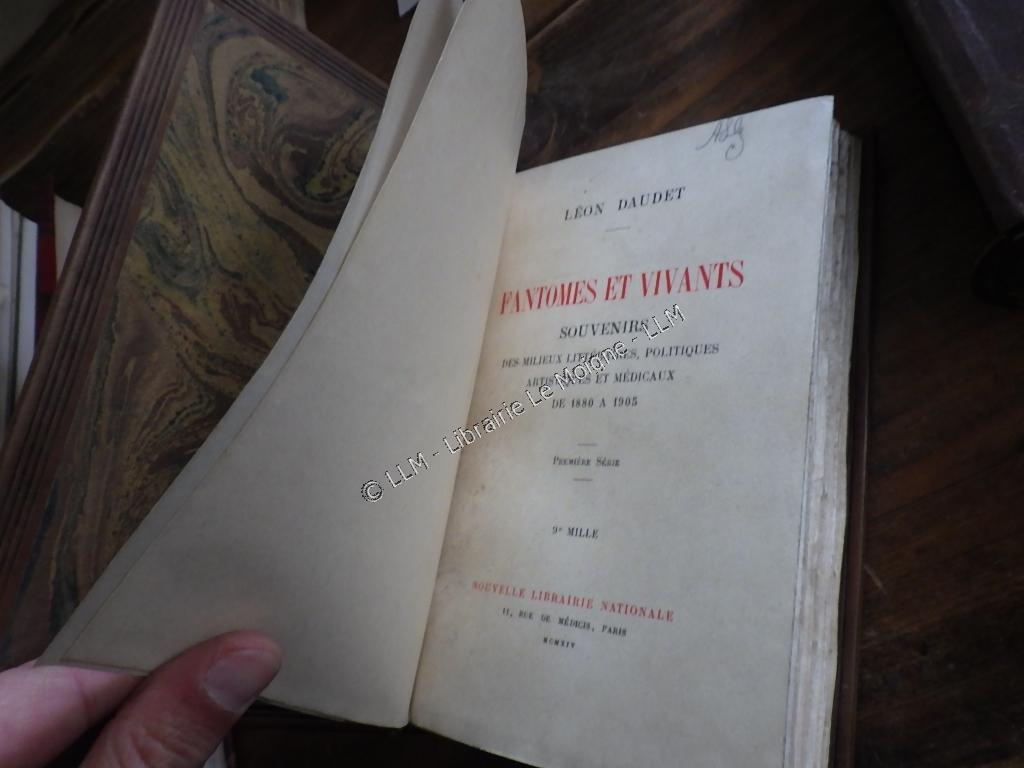 LÉON DAUDET
FANTOMES ET VIVANTS
SOUVENIRS
DES MILIEUX LITTÉRAIRES, POLITIQUES
ARTISTIQUES ET MÉDICAUX
DE 1880 A 1905
PREMIÈRE SÉRIE
9e MILLE
NOUVELLE LIBRAIRIE NATIONALE
11, RUE DE MÉDICIS, PARIS
MCMXIV
© LLM - Librairie Le Moïne - LLM